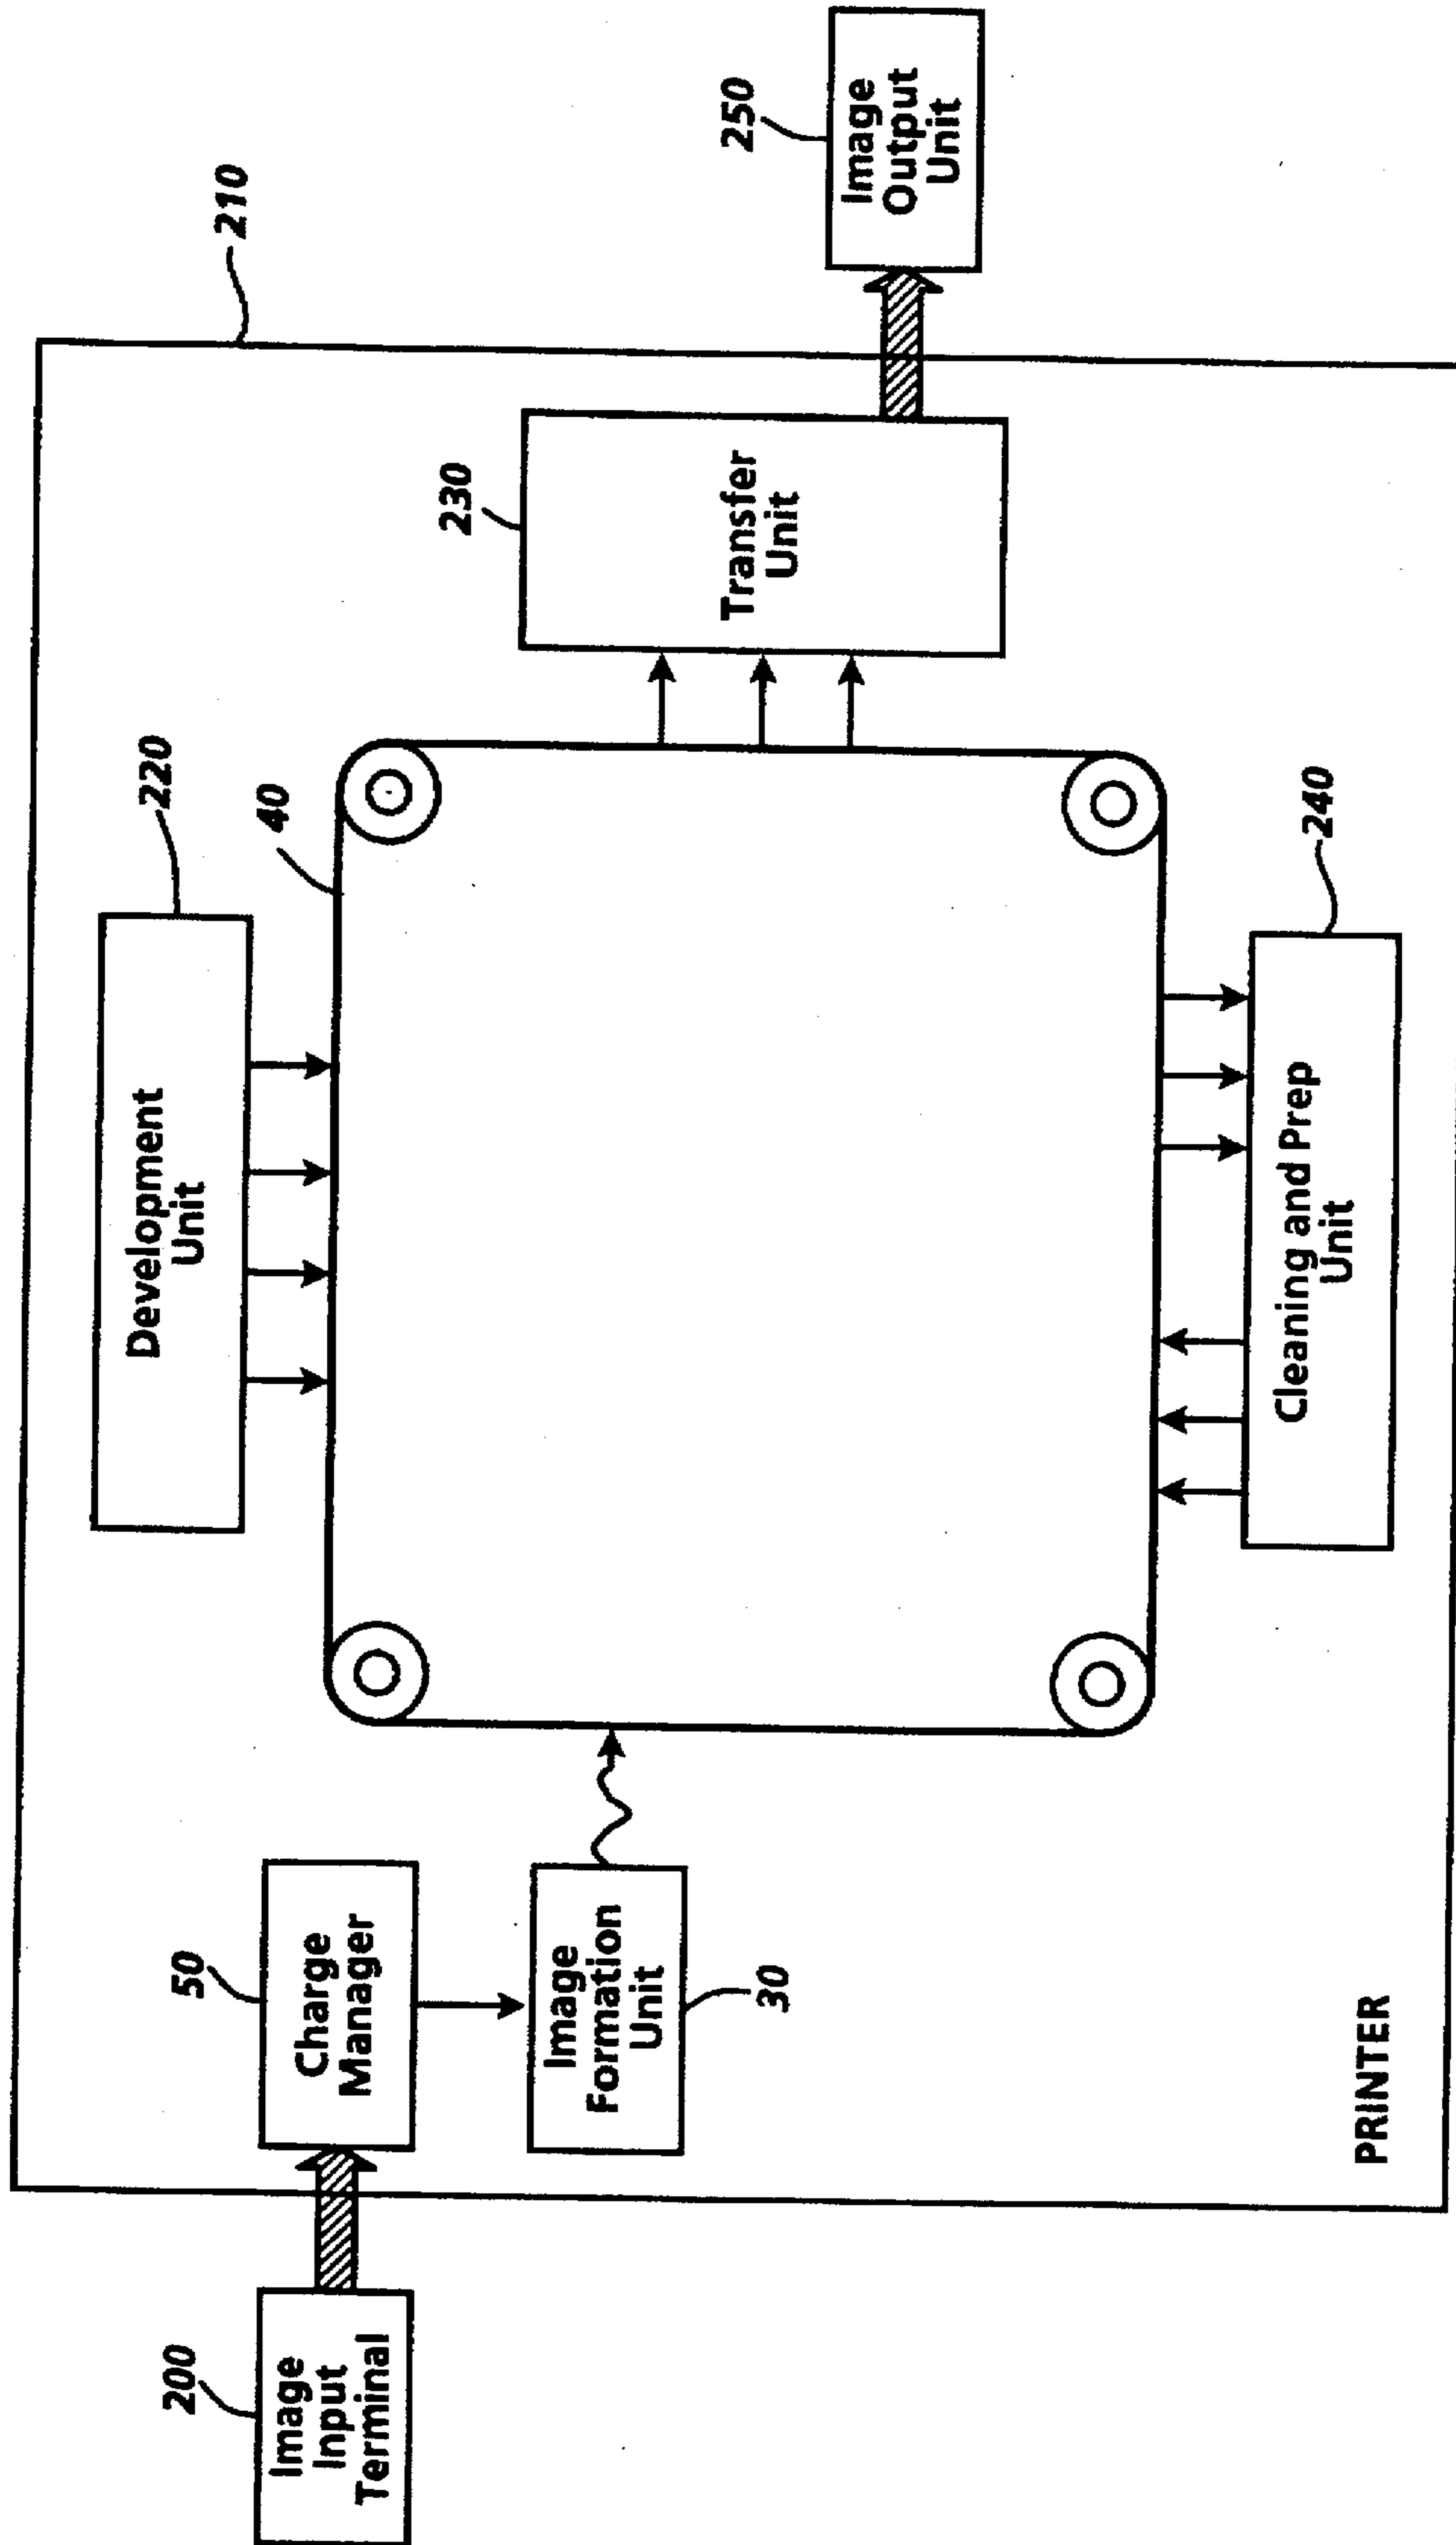 200
Image
Input
Terminal
50
Charge
Manager
Image
Formation
Unit
30
PRINTER
210
220
Development
Unit
40
230
Transfer
Unit
240
Cleaning and Prep
Unit
250
Image
Output
Unit